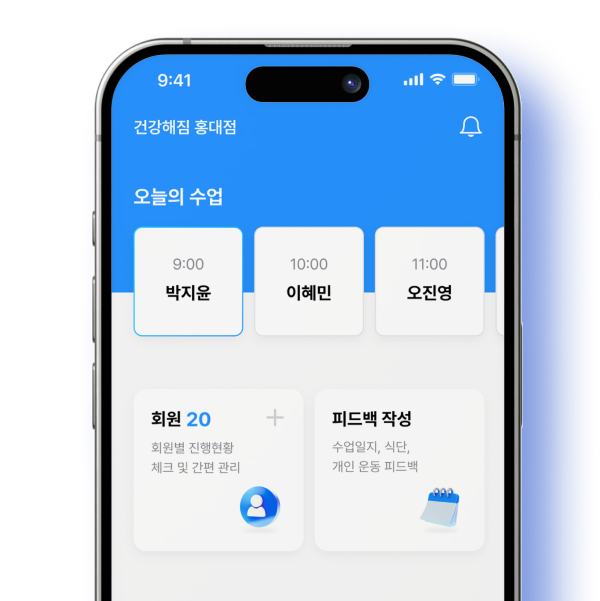 9:41
건강해짐 홍대점
오늘의 수업
9:00
박지윤
10:00
이혜민
11:00
오진영
회원 20
회원별 진행현황
체크 및 간편 관리
피드백 작성
수업일지, 식단,
개인 운동 피드백